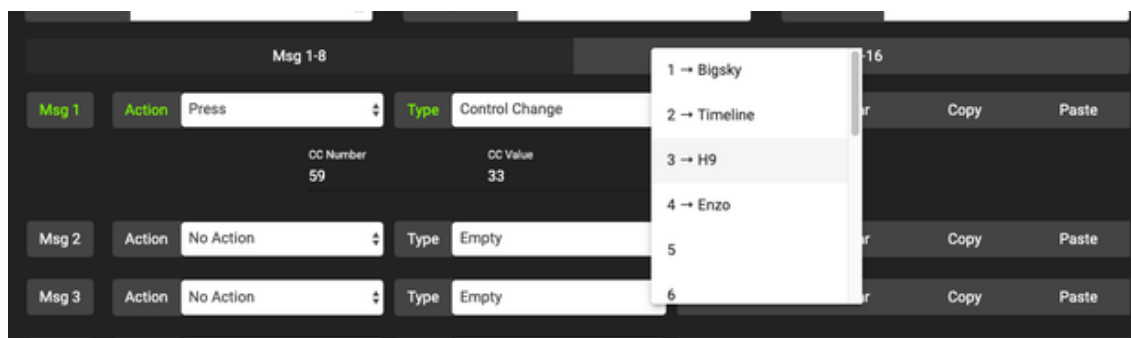 Msg 1-8
-16
1 → Bigsky
Msg 1 Action Press Type Control Change Copy Paste
2 → Timeline
CC Number CC Value
59 33
3 → H9
4 → Enzo
Msg 2 Action No Action Type Empty Copy Paste
5
Msg 3 Action No Action Type Empty Copy Paste
6